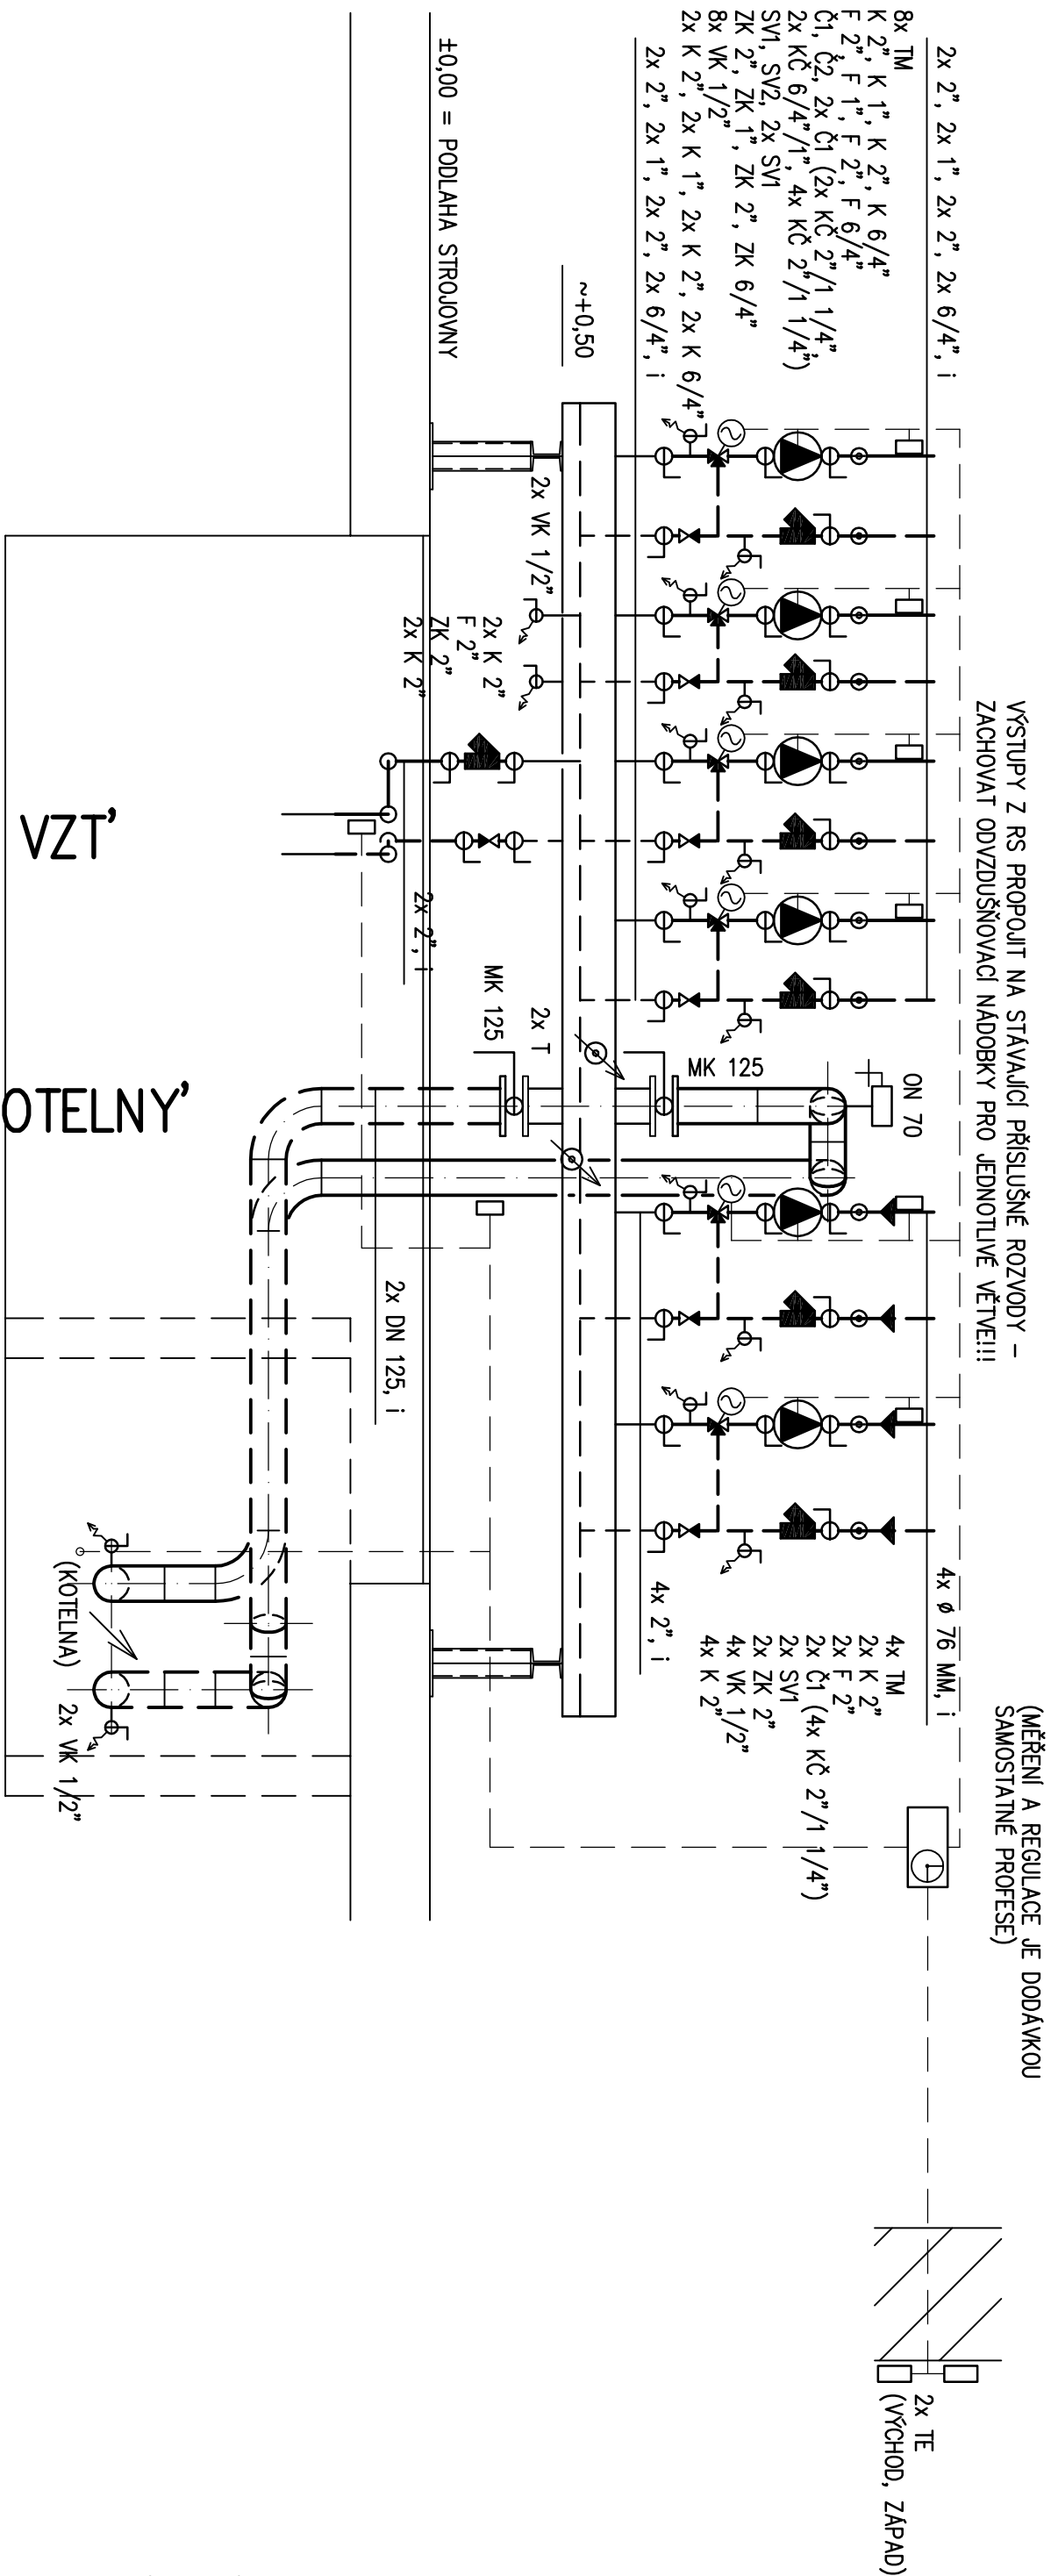 VÝSTUPY Z RS PROPOJIT NA STÁVAJÍCÍ PŘÍSLUŠNÉ ROZVODY –
ZACHOVAT ODVZDUŠŇOVACÍ NÁDOBKY PRO JEDNOTLIVÉ VĚTVE!!!
(MĚŘENÍ A REGULACE JE DODÁVKOU
SAMOSTATNÉ PROFESE)
2x 2", 2x 1", 2x 2", 2x 6/4", i
8x TM
K 2", K 1", K 2", K 6/4"
F 2", F 1", F 2", F 6/4"
Č1, Č2, 2x Č1 (2x KČ 2"/1 1/4",
2x KČ 6/4"/1", 4x KČ 2"/1 1/4")
SV1, SV2, 2x SV1
ZK 2", ZK 1", ZK 2", ZK 6/4"
8x VK 1/2"
2x K 2", 2x K 1", 2x K 2", 2x K 6/4"
2x 2", 2x 1", 2x 2", 2x 6/4", i
~+0,50
±0,00 = PODLAHA STROJOVNY
2x VK 1/2"
2x K 2"
F 2"
ZK 2"
2x K 2"
2x 2", i
VZT'
ON 70
MK 125
2x T
MK 125
2x DN 125, i
OTELNY'
4x ø 76 MM, i
4x TM
2x K 2"
2x F 2"
2x Č1 (4x KČ 2"/1 1/4")
2x SV1
2x ZK 2"
4x VK 1/2"
4x K 2"
4x 2", i
(KOTELNA)
2x VK 1/2"
2x TE
(VÝCHOD, ZÁPAD)